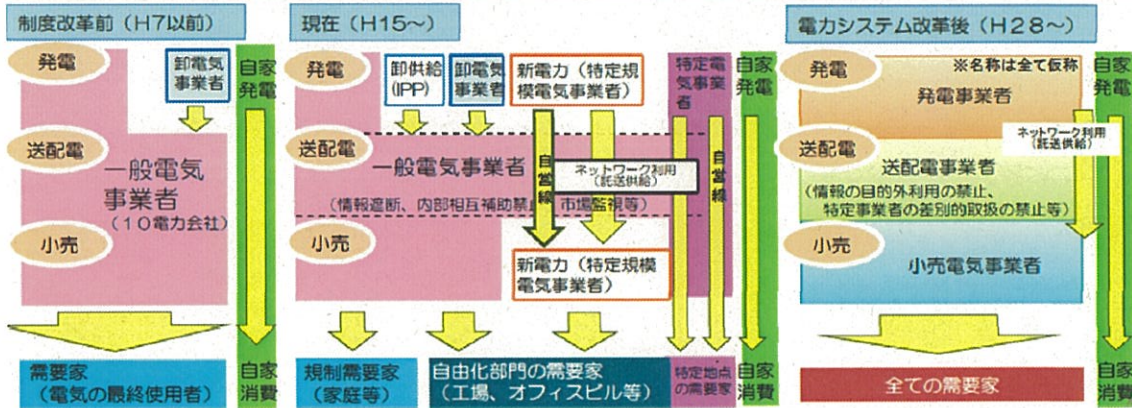 制度改革前（H7以前）
発電
卸電気
事業者
自家発電
送配電
一般電気
事業者
（10電力会社）
小売
需要家
（電気の最終使用者）
自家
消費
現在（H15～）
発電
卸供給
(IPP)
卸電気
事業者
新電力（特定規
模電気事業者）
特定電
気事業
者
自家発電
送配電
一般電気事業者
自営線
ネットワーク利用
（託送供給）
自営線
（情報遮断、内部相互補助禁止
市場監視等）
小売
新電力（特定規模
電気事業者）
規制需要家
（家庭等）
自由化部門の需要家
（工場、オフィスビル等）
特定地点
の需要家
自家
消費
電力システム改革後（H28～）
発電
※名称は全て仮称
発電事業者
自家発電
ネットワーク利用
（託送供給）
送配電
送配電事業者
（情報の目的外利用の禁止、
特定事業者の差別的取扱の禁止等）
小売
小売電気事業者
全ての需要家
自家
消費